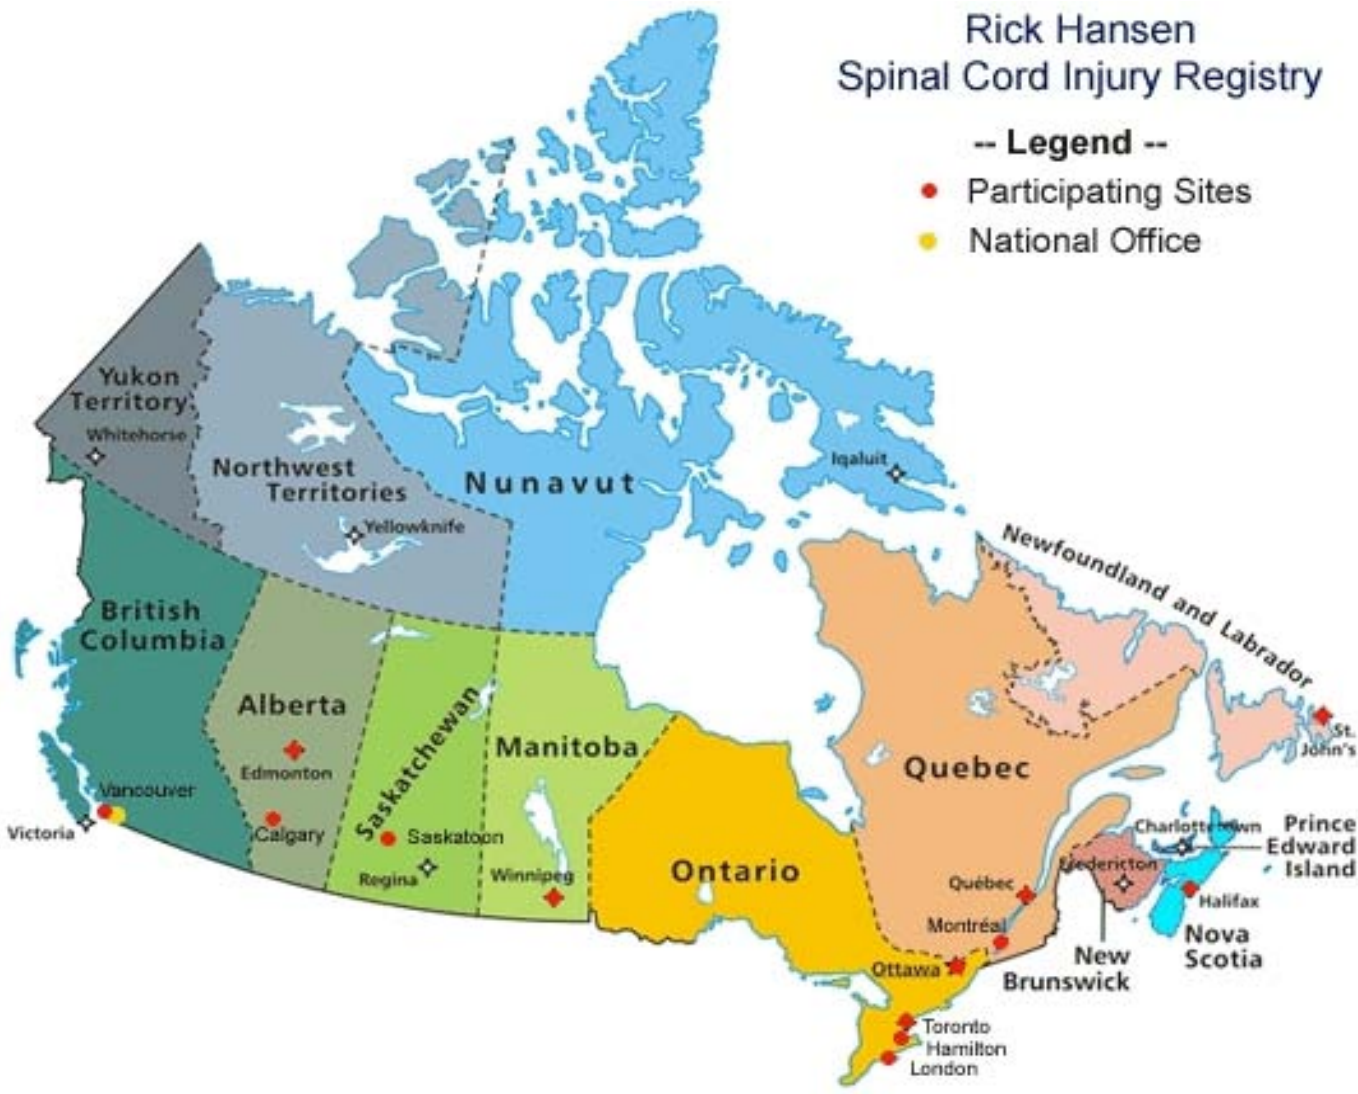 Rick Hansen
Spinal Cord Injury Registry
-- Legend --
Participating Sites
National Office
Yukon
Territory
Whitehorse
Northwest
Territories
Yellowknife
Nunavut
Iqaluit
Newfoundland and Labrador
British
Columbia
Alberta
Edmonton
Saskatchewan
Manitoba
Quebec
St.
John's
Vancouver
Victoria
Calgary
Saskatoon
Regina
Winnipeg
Ontario
Charlottetown
Prince
Edward
Island
Fredericton
Québec
Halifax
Montréal
Nova
Scotia
New
Brunswick
Ottawa
Toronto
Hamilton
London